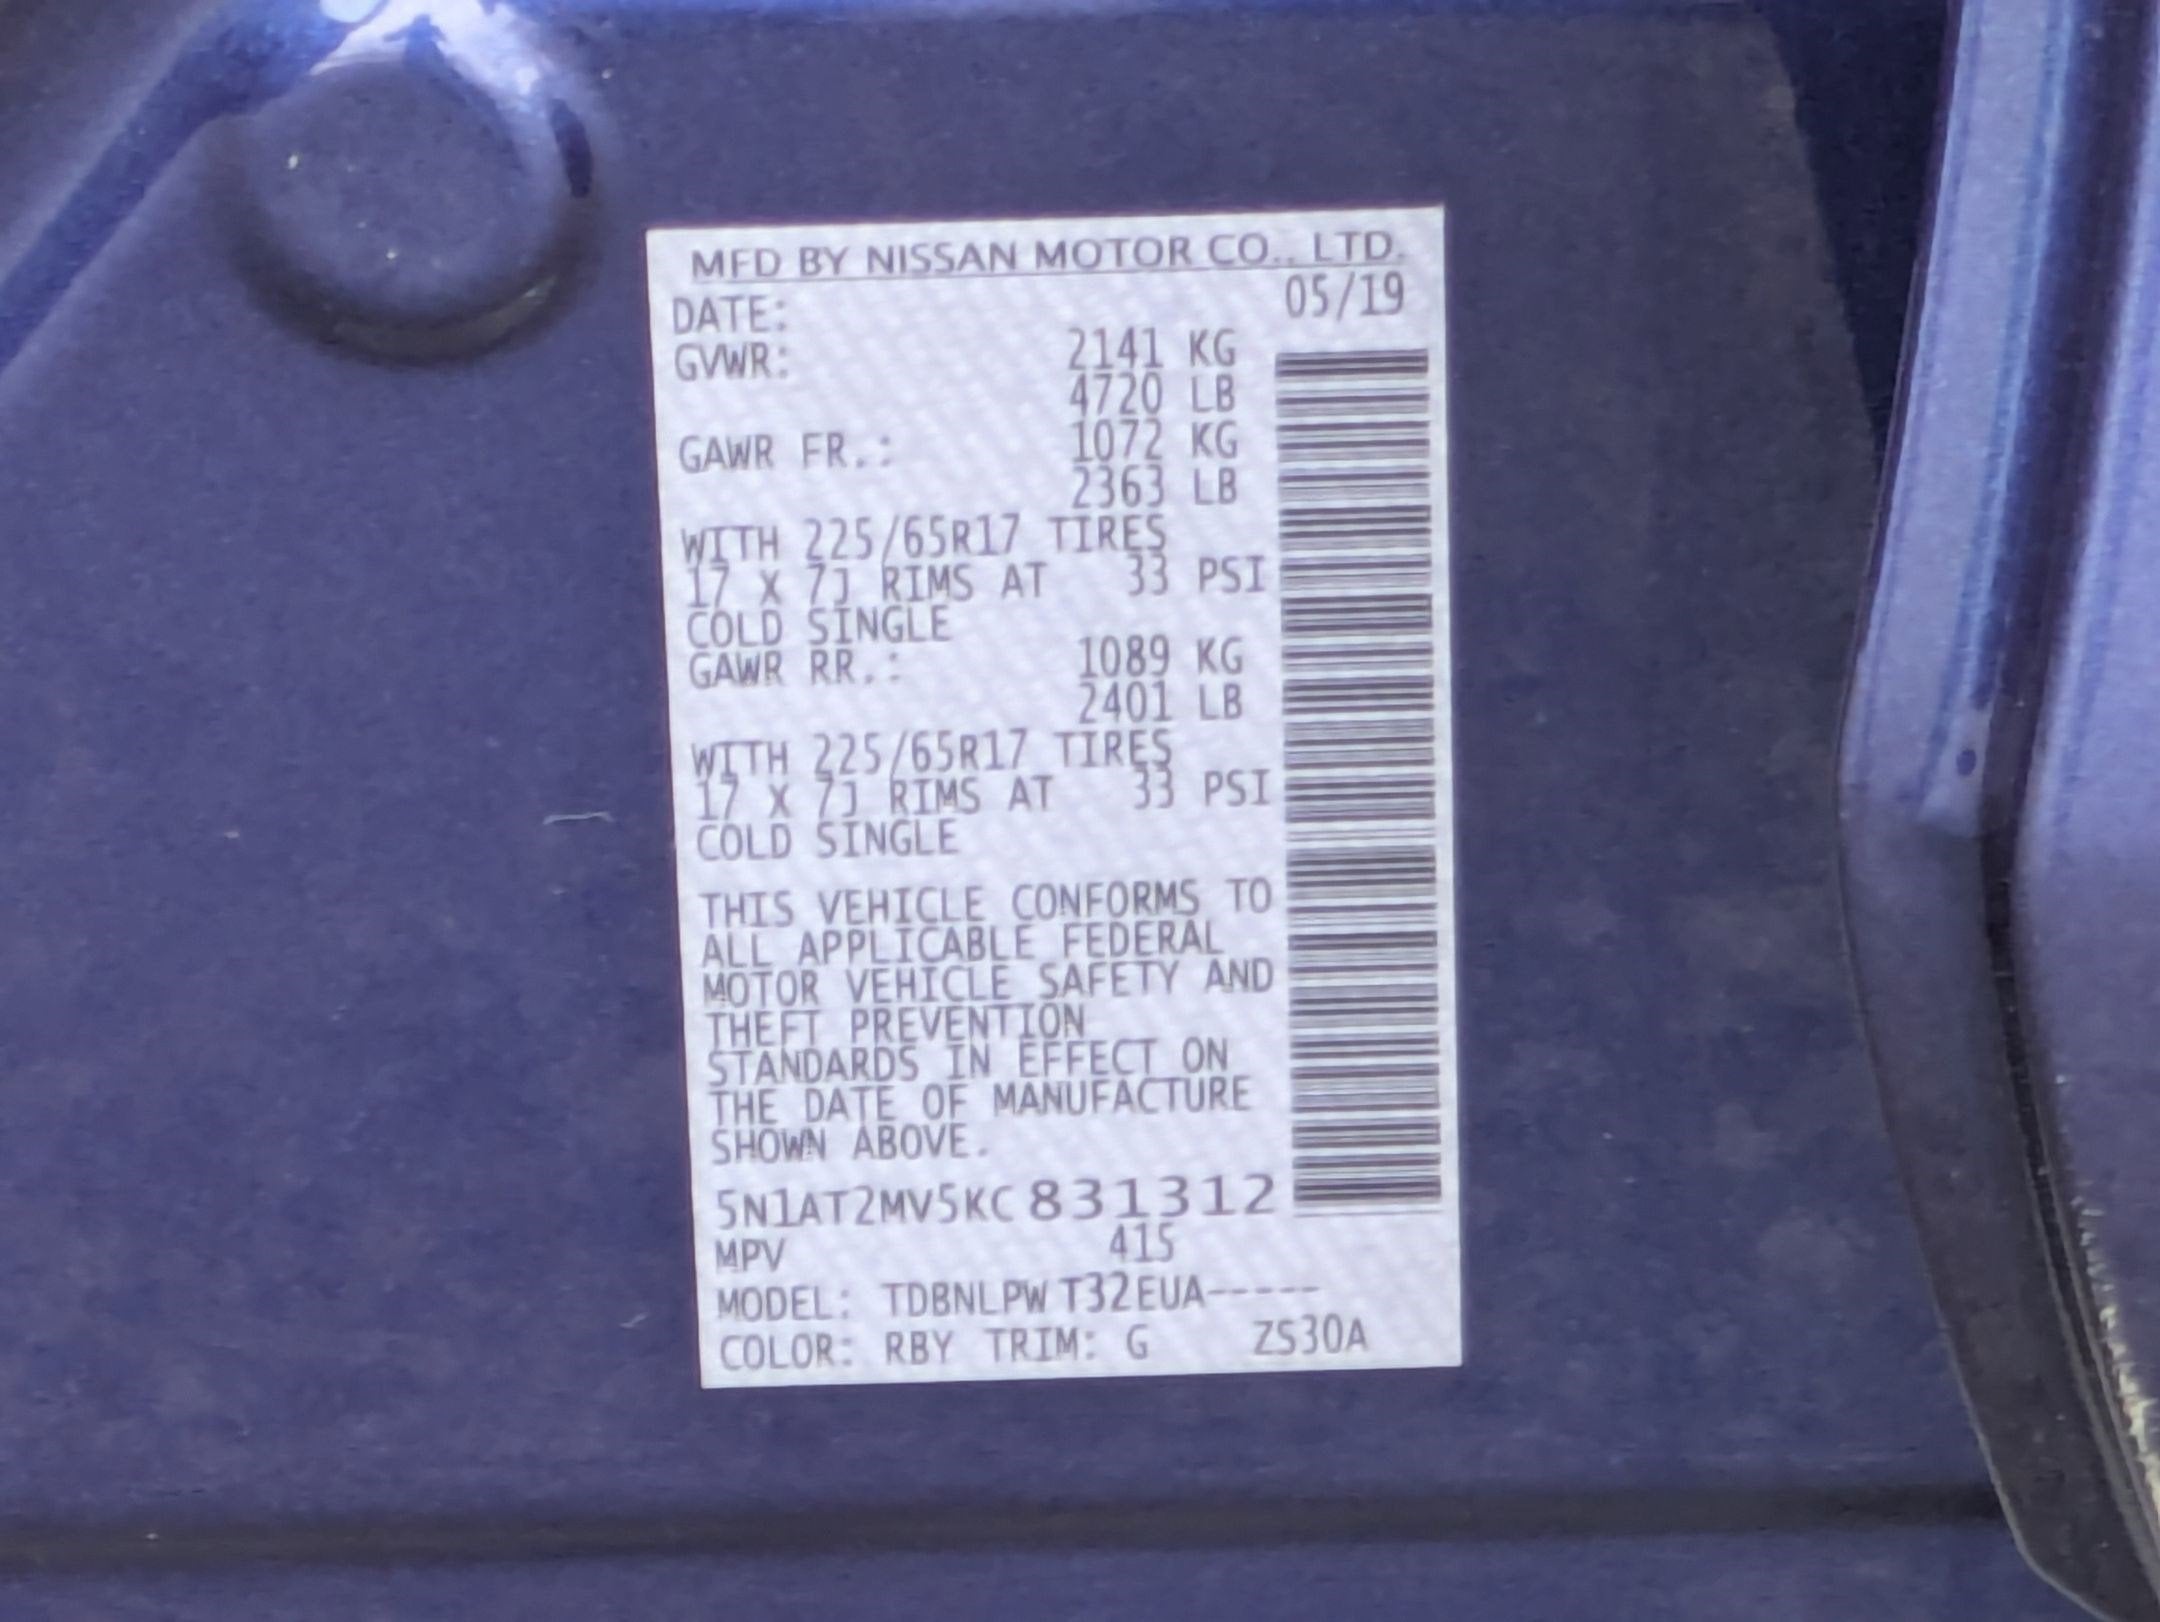 MFD BY NISSAN MOTOR CO., LTD.
DATE: 05/19
GVWR: 2141 KG
4720 LB
GAWR FR.: 1072 KG
2363 LB
WITH 225/65R17 TIRES
17 X 7J RIMS AT 33 PSI
COLD SINGLE
GAWR RR.: 1089 KG
2401 LB
WITH 225/65R17 TIRES
17 X 7J RIMS AT 33 PSI
COLD SINGLE
THIS VEHICLE CONFORMS TO
ALL APPLICABLE FEDERAL
MOTOR VEHICLE SAFETY AND
THEFT PREVENTION
STANDARDS IN EFFECT ON
THE DATE OF MANUFACTURE
SHOWN ABOVE.
5N1AT2MV5KC831312
MPV 415
MODEL: TDBNLPW T32EUA-----
COLOR: RBY TRIM: G ZS30A